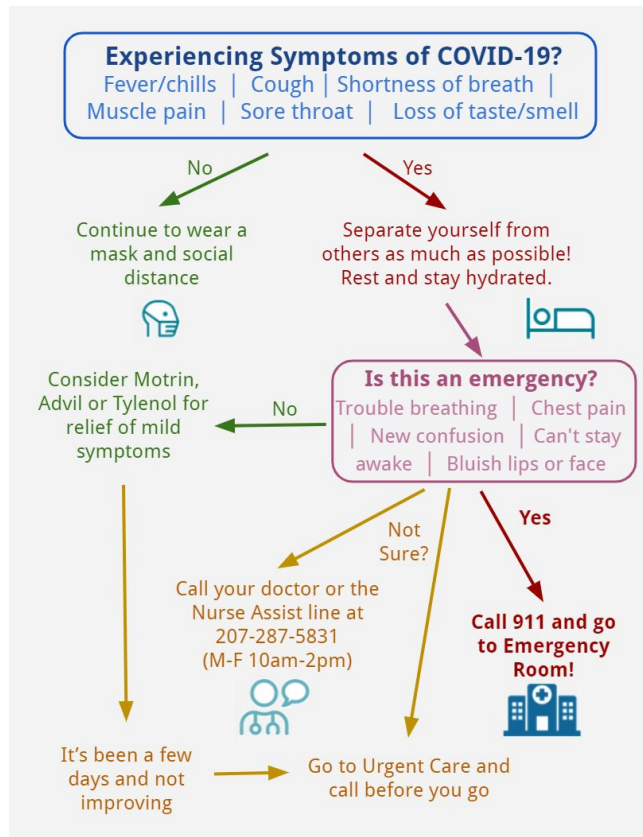 Experiencing Symptoms of COVID-19?
Fever/chills | Cough | Shortness of breath |
Muscle pain | Sore throat | Loss of taste/smell
No
Yes
Continue to wear a
mask and social
distance
Separate yourself from
others as much as possible!
Rest and stay hydrated.
Consider Motrin,
Advil or Tylenol for
relief of mild
symptoms
No
Is this an emergency?
Trouble breathing | Chest pain
| New confusion | Can't stay
awake | Bluish lips or face
Not
Sure?
Yes
Call your doctor or the
Nurse Assist line at
207-287-5831
(M-F 10am-2pm)
Call 911 and go
to Emergency
Room!
It's been a few
days and not
improving
Go to Urgent Care and
call before you go